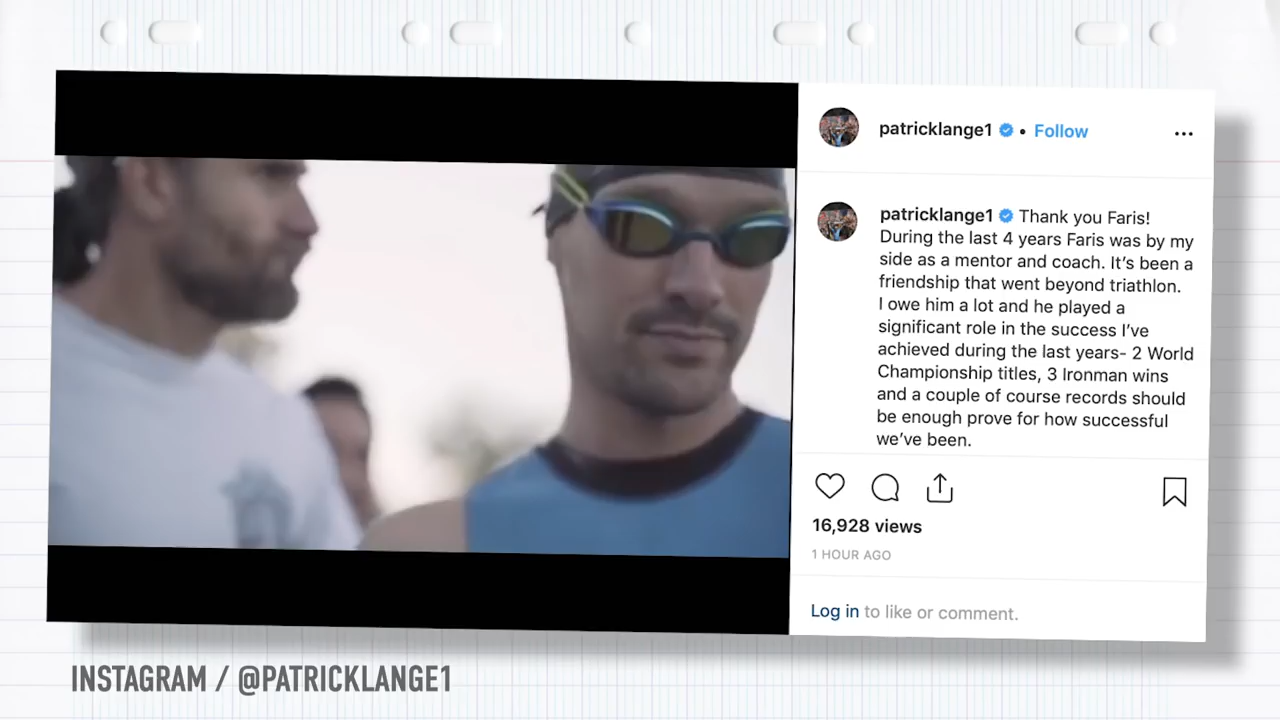 patricklange1 • Follow
patricklange1 Thank you Faris!
During the last 4 years Faris was by my
side as a mentor and coach. It's been a
friendship that went beyond triathlon.
I owe him a lot and he played a
significant role in the success I've
achieved during the last years- 2 World
Championship titles, 3 Ironman wins
and a couple of course records should
be enough prove for how successful
we've been.
16,928 views
1 HOUR AGO
Log in to like or comment.
INSTAGRAM / @PATRICKLANGE1